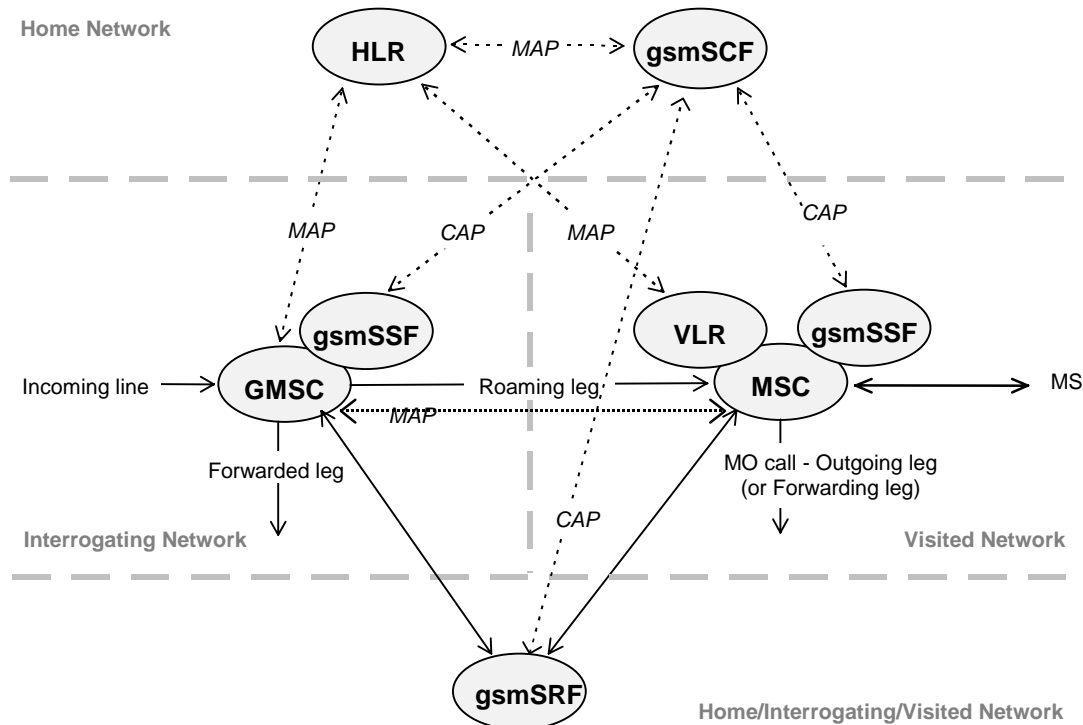 Home Network
HLR
MAP
gsmSCF
MAP
CAP
MAP
CAP
gsmSSF
VLR
gsmSSF
Incoming line
GMSC
Roaming leg
MSC
MS
MAP
Forwarded leg
MO call - Outgoing leg
(or Forwarding leg)
CAP
Interrogating Network
Visited Network
gsmSRF
Home/Interrogating/Visited Network